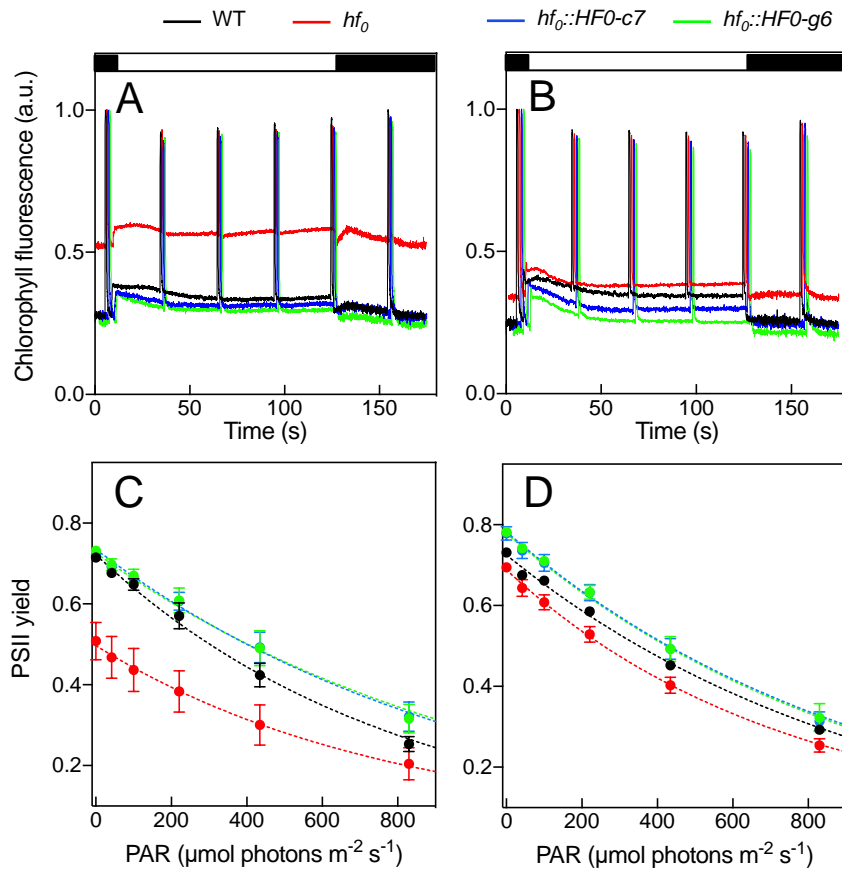 WT hf₀ hf₀::HF0-c7 hf₀::HF0-g6
A B
Chlorophyll fluorescence (a.u.)
1.0 1.0
0.5 0.5
0.0 0.0
0 50 100 150 0 50 100 150
Time (s) Time (s)
C D
PSII yield
0.8 0.8
0.6 0.6
0.4 0.4
0.2 0.2
0 200 400 600 800 0 200 400 600 800
PAR (µmol photons m⁻² s⁻¹) PAR (µmol photons m⁻² s⁻¹)